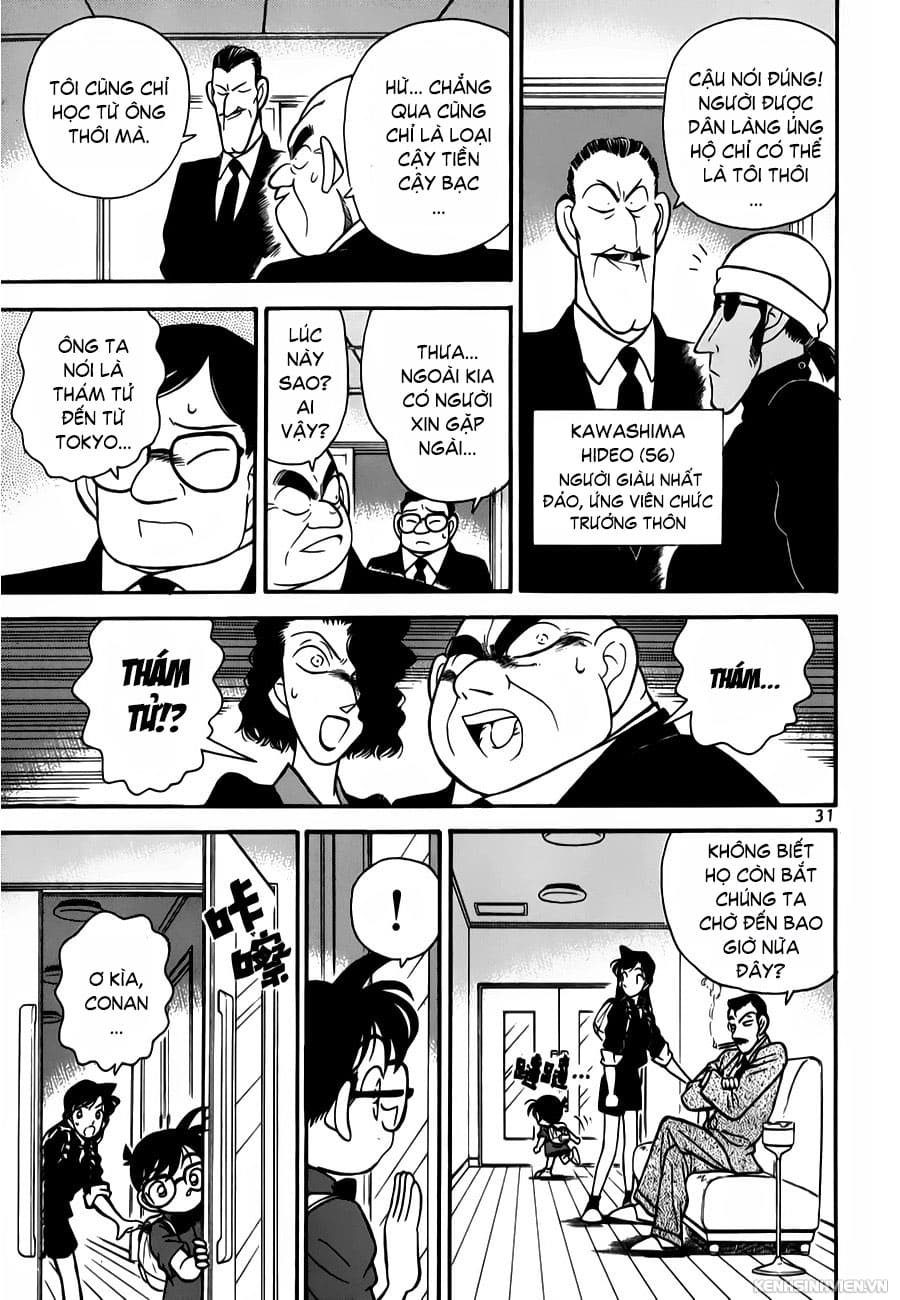 CẬU NÓI ĐÚNG!
NGƯỜI ĐƯỢC
DÂN LÀNG ỦNG
HỘ CHỈ CÓ THỂ
LÀ TÔI THÔI
...
KAWASHIMA
HIDEO (56)
NGƯỜI GIÀU NHẤT
ĐẢO, ỨNG VIÊN CHỨC
TRƯỞNG THÔN
HỪ... CHẲNG
QUA CŨNG
CHỈ LÀ LOẠI
CẬY TIỀN
CẬY BẠC
...
TÔI CŨNG CHỈ
HỌC TỪ ÔNG
THÔI MÀ.
THƯA...
NGOÀI KIA
CÓ NGƯỜI
XIN GẶP
NGÀI...
LÚC
NÀY
SAO?
AI
VẬY?
ÔNG TA
NÓI LÀ
THÁM TỬ
ĐẾN TỪ
TOKYO...
THÁM...
THÁM
TỬ!?
31
KHÔNG BIẾT
HỌ CÒN BẮT
CHÚNG TA
CHỜ ĐẾN BAO
GIỜ NỮA
ĐÂY?
!
咔
嚓
Ơ KÌA,
CONAN
...
KENHSINHVIEN.VN